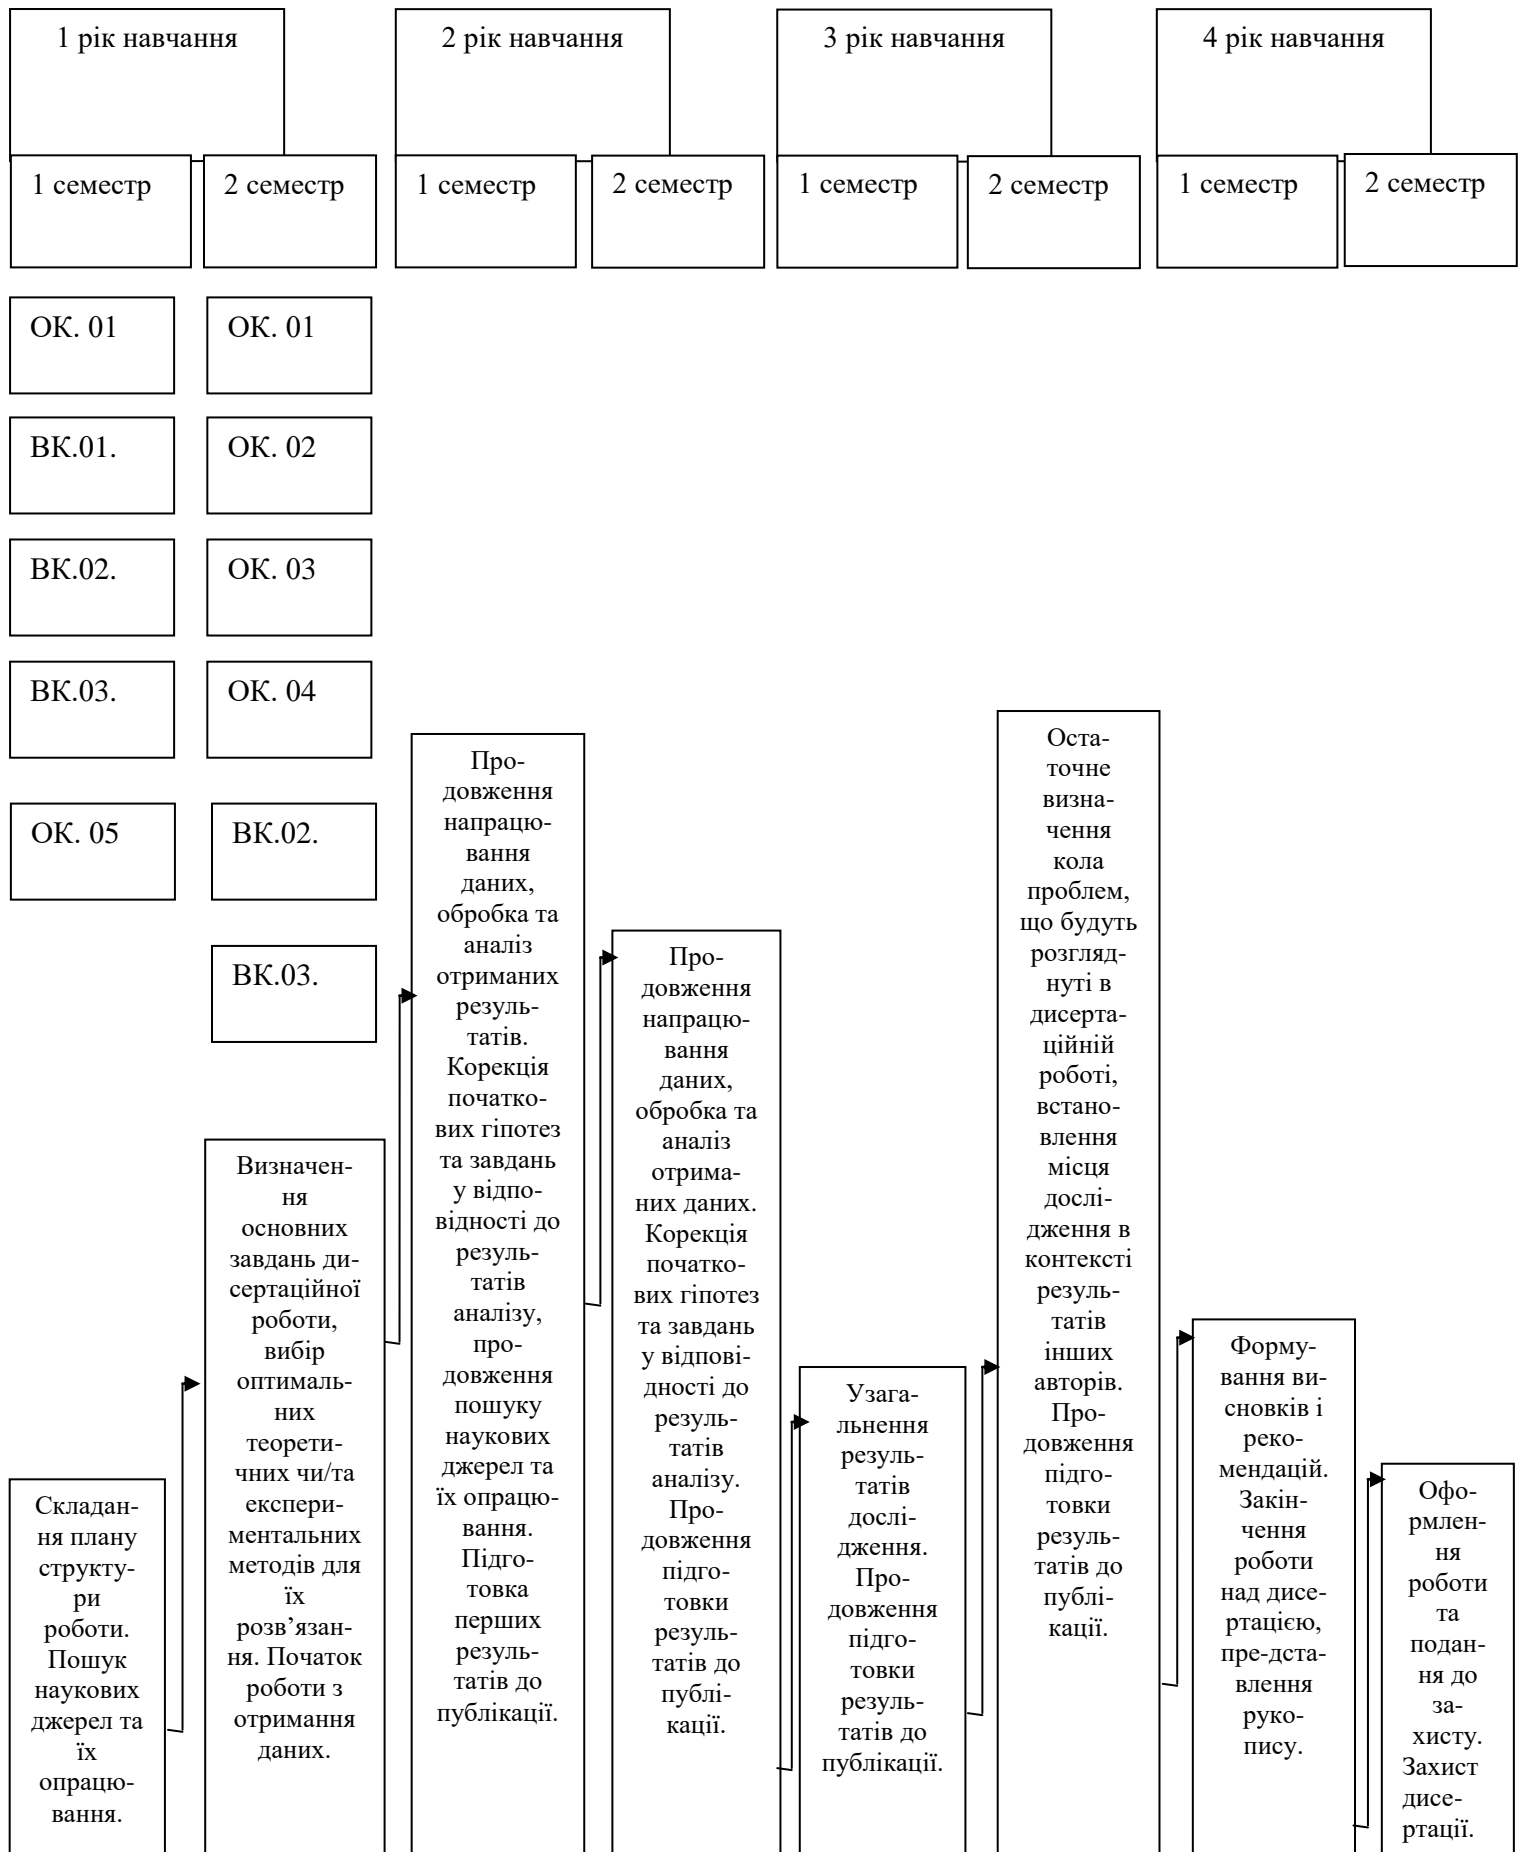 1 рік навчання
2 рік навчання
3 рік навчання
4 рік навчання
1 семестр
2 семестр
1 семестр
2 семестр
1 семестр
2 семестр
1 семестр
2 семестр
ОК. 01
ОК. 01
ВК.01.
ОК. 02
ВК.02.
ОК. 03
ВК.03.
ОК. 04
ОК. 05
ВК.02.
ВК.03.
Складан-
ня плану
структу-
ри
роботи.
Пошук
наукових
джерел та
їх
опрацю-
вання.
Визначен-
ня
основних
завдань ди-
сертаційної
роботи,
вибір
оптималь-
них
теорети-
чних чи/та
експери-
ментальних
методів для
їх
розв’язан-
ня. Початок
роботи з
отримання
даних.
Про-
довження
напрацю-
вання
даних,
обробка та
аналіз
отриманих
резуль-
татів.
Корекція
початко-
вих гіпотез
та завдань
у відпо-
відності до
резуль-
татів
аналізу,
про-
довження
пошуку
наукових
джерел та
їх опрацю-
вання.
Підго-
товка
перших
резуль-
татів до
публікації.
Про-
довження
напрацю-
вання
даних,
обробка та
аналіз
отрима-
них даних.
Корекція
початко-
вих гіпотез
та завдань
у відпові-
дності до
резуль-
татів
аналізу.
Про-
довження
підго-
товки
резуль-
татів до
публі-
кації.
Узага-
льнення
резуль-
татів
дослі-
дження.
Про-
довження
підго-
товки
резуль-
татів до
публікації.
Оста-
точне
визна-
чення
кола
проблем,
що будуть
розгляд-
нуті в
дисерта-
ційній
роботі,
встано-
влення
місця
дослі-
дження в
контексті
резуль-
татів
інших
авторів.
Про-
довження
підго-
товки
резуль-
татів до
публі-
кації.
Форму-
вання ви-
сновків і
реко-
мендацій.
Закін-
чення
роботи
над дисе-
ртацією,
пре-дста-
влення
руко-
пису.
Офо-
рмлен-
ня
роботи
та
подан-
ня до
за-
хисту.
Захист
дисе-
ртації.